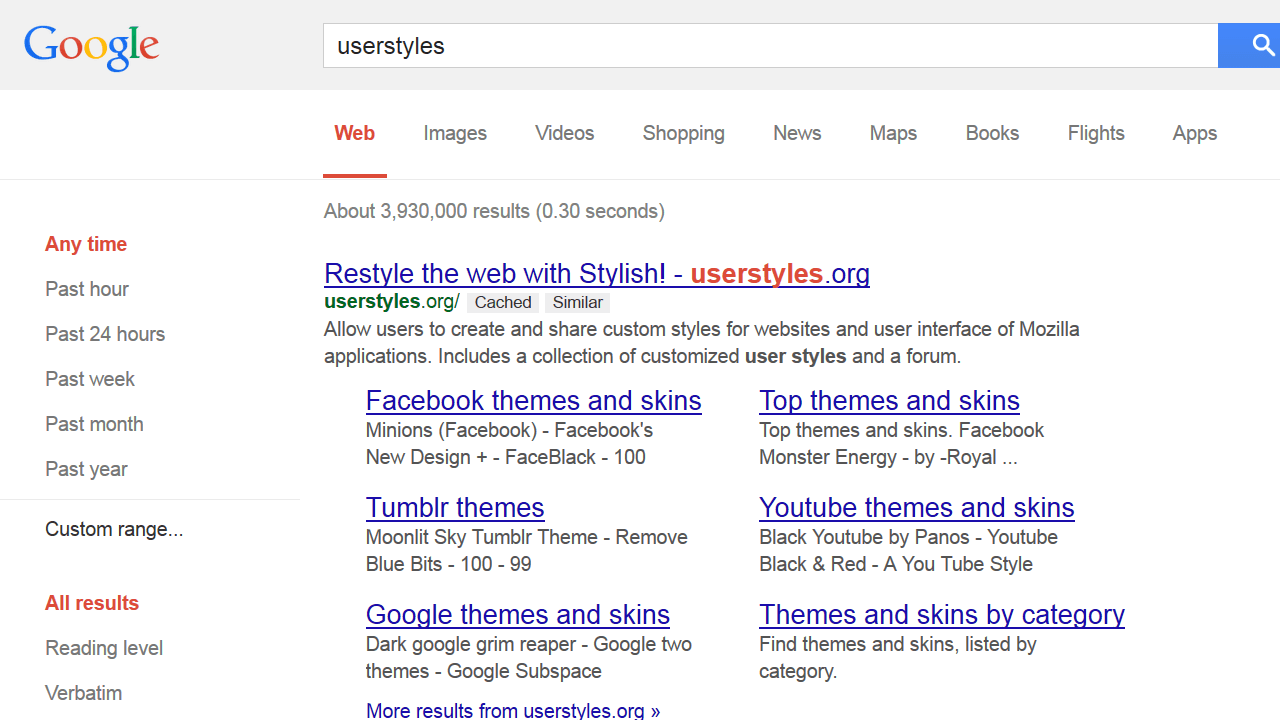 Google
userstyles
Web Images Videos Shopping News Maps Books Flights Apps
About 3,930,000 results (0.30 seconds)
Any time
Past hour
Past 24 hours
Past week
Past month
Past year
Custom range...
All results
Reading level
Verbatim
Restyle the web with Stylish! - userstyles.org
userstyles.org/ Cached Similar
Allow users to create and share custom styles for websites and user interface of Mozilla
applications. Includes a collection of customized user styles and a forum.
Facebook themes and skins
Minions (Facebook) - Facebook's
New Design + - FaceBlack - 100
Top themes and skins
Top themes and skins. Facebook
Monster Energy - by -Royal ...
Tumblr themes
Moonlit Sky Tumblr Theme - Remove
Blue Bits - 100 - 99
Youtube themes and skins
Black Youtube by Panos - Youtube
Black & Red - A You Tube Style
Google themes and skins
Dark google grim reaper - Google two
themes - Google Subspace
Themes and skins by category
Find themes and skins, listed by
category.
More results from userstyles.org »